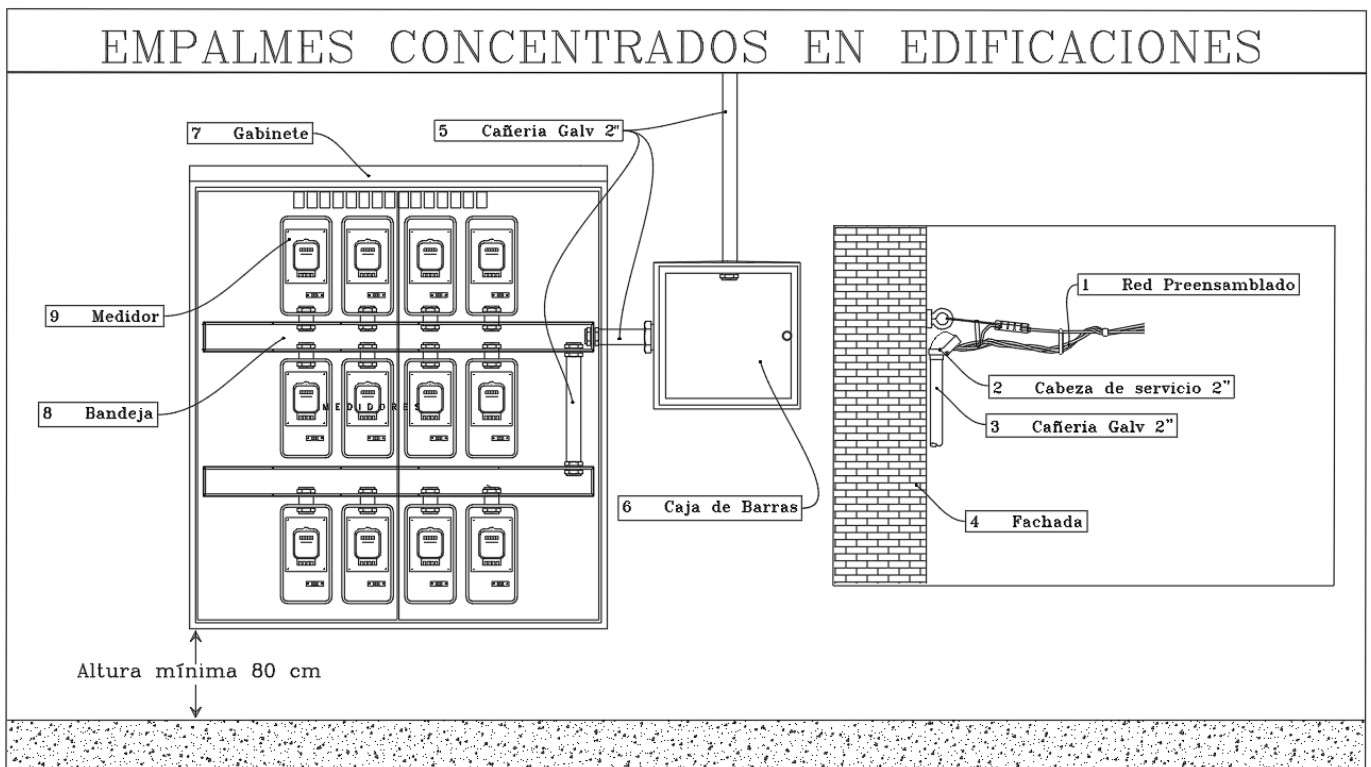 EMPALMES CONCENTRADOS EN EDIFICACIONES
7 Gabinete
5 Cañeria Galv 2"
1 Red Preensamblado
9 Medidor
2 Cabeza de servicio 2"
8 Bandeja
MEDIDORES
3 Cañeria Galv 2"
6 Caja de Barras
4 Fachada
Altura mínima 80 cm